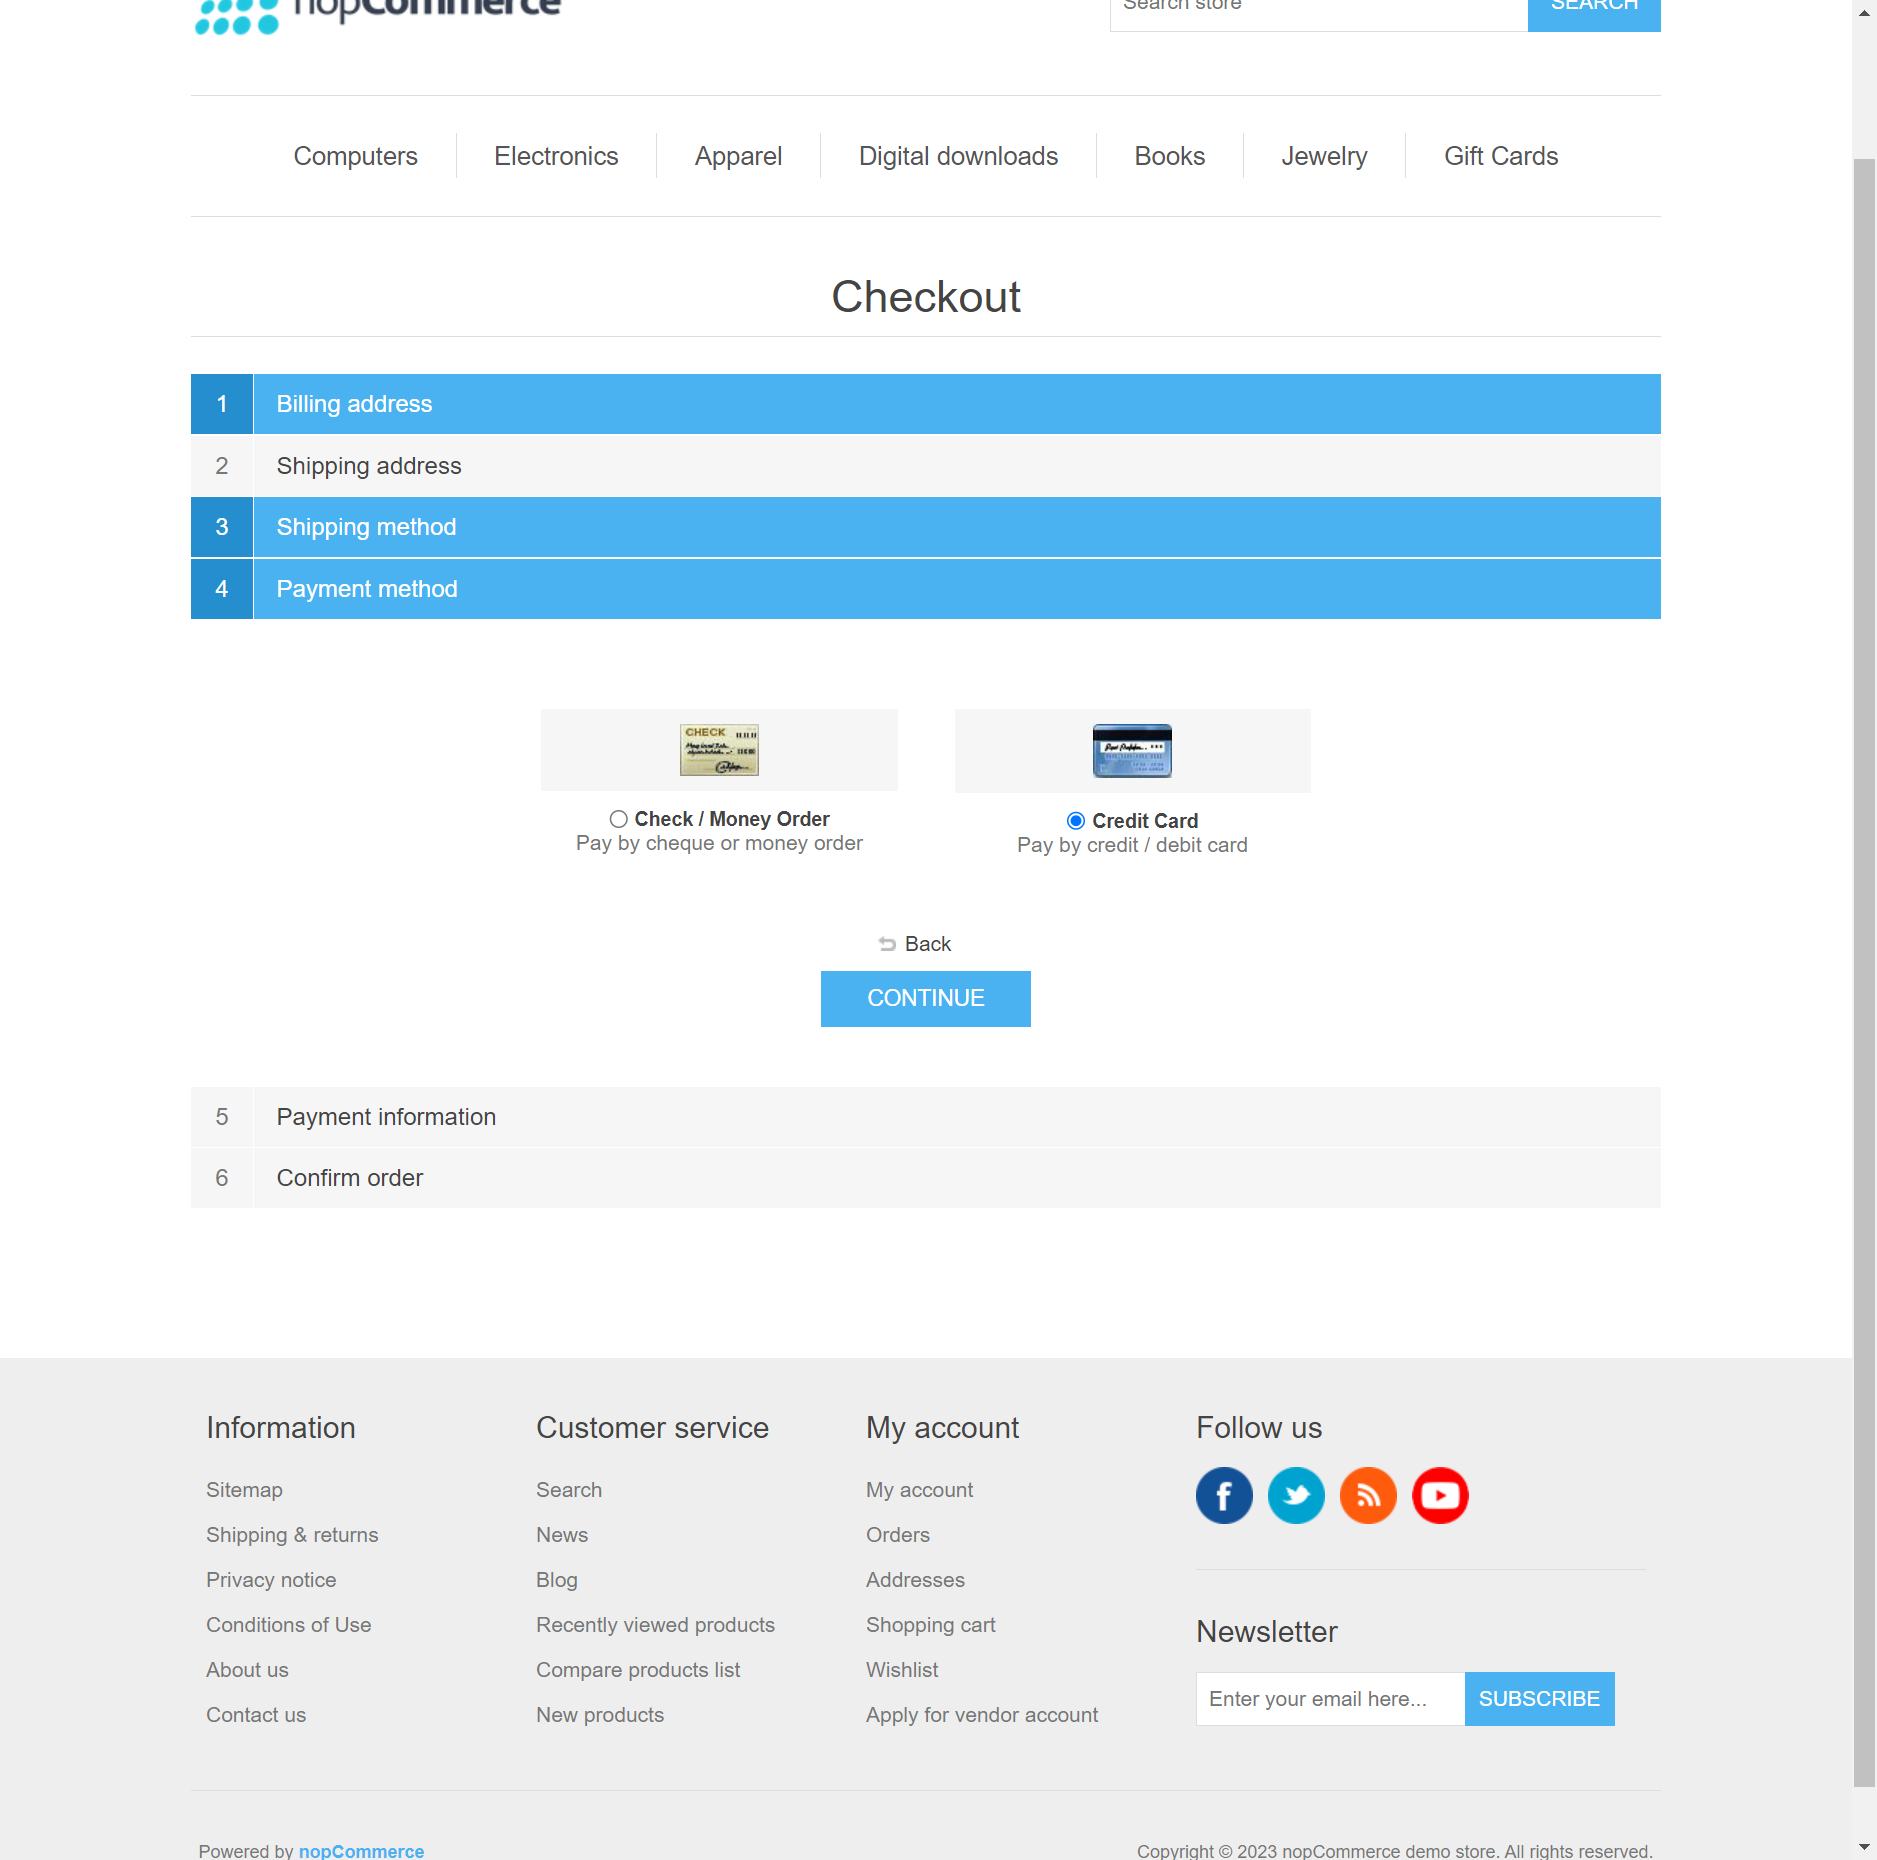 nopCommerce
Search store
SEARCH
Computers
Electronics
Apparel
Digital downloads
Books
Jewelry
Gift Cards
Checkout
1 Billing address
2 Shipping address
3 Shipping method
4 Payment method
CHECK
Check / Money Order
Pay by cheque or money order
Credit Card
Pay by credit / debit card
Back
CONTINUE
5 Payment information
6 Confirm order
Information
Sitemap
Shipping & returns
Privacy notice
Conditions of Use
About us
Contact us
Customer service
Search
News
Blog
Recently viewed products
Compare products list
New products
My account
My account
Orders
Addresses
Shopping cart
Wishlist
Apply for vendor account
Follow us
Newsletter
Enter your email here...
SUBSCRIBE
Powered by nopCommerce
Copyright © 2023 nopCommerce demo store. All rights reserved.